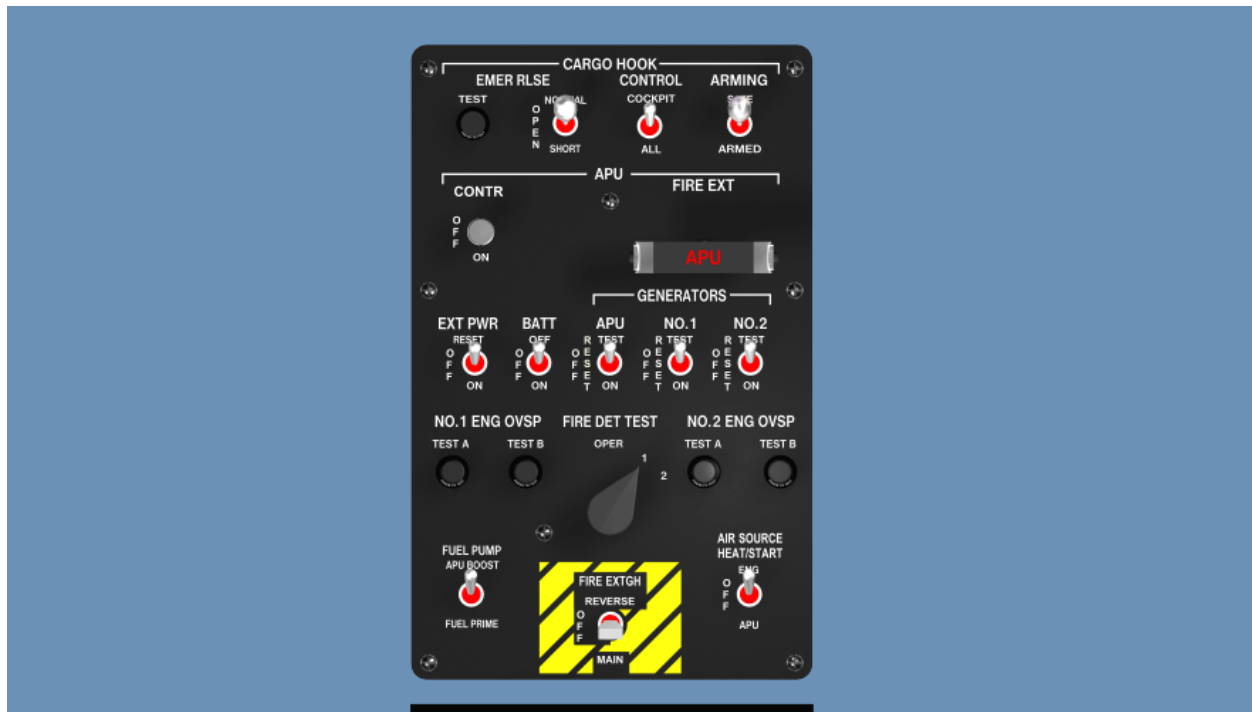 CARGO HOOK
EMER RLSE CONTROL ARMING
TEST NORMAL COCKPIT SAFE
OPEN
SHORT ALL ARMED
APU
CONTR FIRE EXT
OFF
ON
APU
GENERATORS
EXT PWR BATT APU NO.1 NO.2
RESET OFF TEST TEST TEST
OFF OFF OFF RESET OFF RESET OFF RESET
ON ON ON ON ON
NO.1 ENG OVSP FIRE DET TEST NO.2 ENG OVSP
TEST A TEST B OPER TEST A TEST B
1
2
AIR SOURCE
HEAT/START
FUEL PUMP
APU BOOST
ENG
OFF
FUEL PRIME
APU
FIRE EXTGH
REVERSE
OFF
MAIN